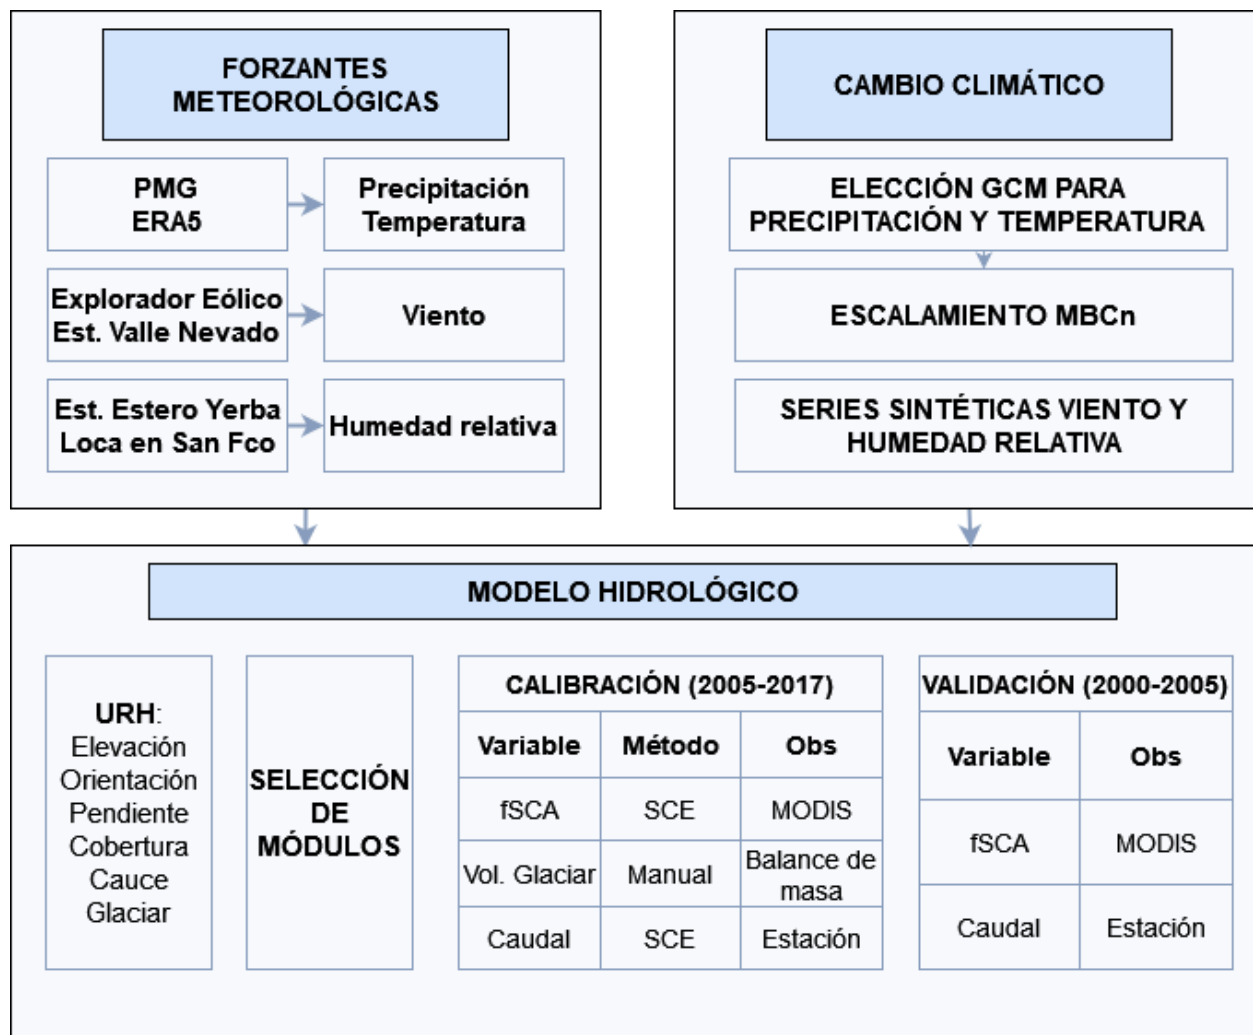 FORZANTES
METEOROLÓGICAS
PMG
ERA5
Precipitación
Temperatura
Explorador Eólico
Est. Valle Nevado
Viento
Est. Estero Yerba
Loca en San Fco
Humedad relativa
CAMBIO CLIMÁTICO
ELECCIÓN GCM PARA
PRECIPITACIÓN Y TEMPERATURA
ESCALAMIENTO MBCn
SERIES SINTÉTICAS VIENTO Y
HUMEDAD RELATIVA
MODELO HIDROLÓGICO
URH:
Elevación
Orientación
Pendiente
Cobertura
Cauce
Glaciar
SELECCIÓN
DE
MÓDULOS
CALIBRACIÓN (2005-2017)
Variable Método Obs
fSCA SCE MODIS
Vol. Glaciar Manual Balance de
masa
Caudal SCE Estación
VALIDACIÓN (2000-2005)
Variable Obs
fSCA MODIS
Caudal Estación